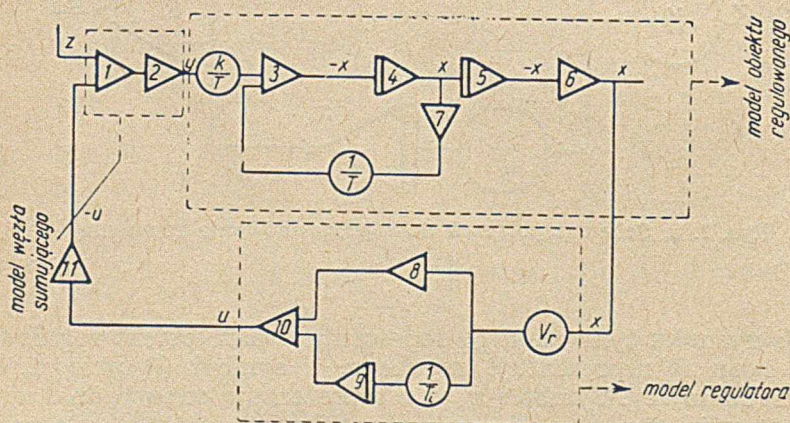 z
1
2
y
k
T
3
-x
4
x
5
-x
6
x
7
1
T
model obiektu
regulowanego
-u
model węzła
sumującego
11
8
u
10
V_r
x
9
1
T_i
model regulatora